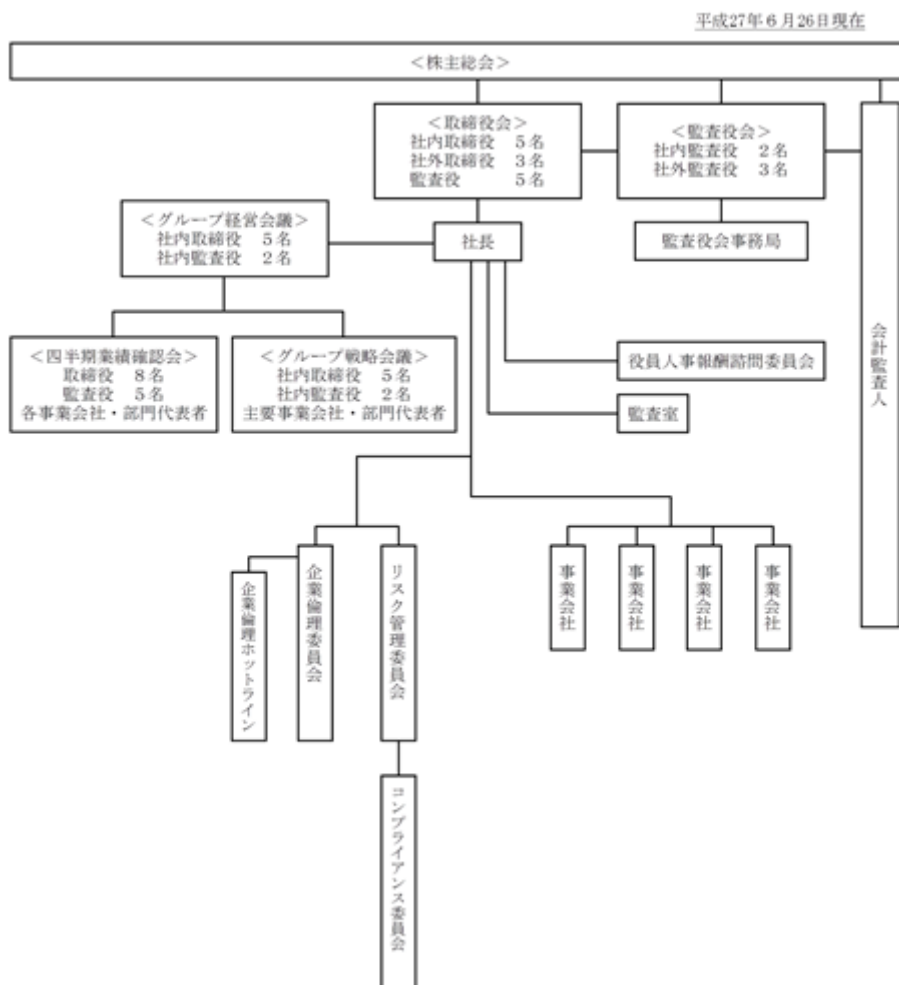 平成27年6月26日現在
<株主総会>
<取締役会>
社内取締役 5名
社外取締役 3名
監査役 5名
<監査役会>
社内監査役 2名
社外監査役 3名
<グループ経営会議>
社内取締役 5名
社内監査役 2名
社長
監査役会事務局
会計監査人
<四半期業績確認会>
取締役 8名
監査役 5名
各事業会社・部門代表者
<グループ戦略会議>
社内取締役 5名
社内監査役 2名
主要事業会社・部門代表者
役員人事報酬諮問委員会
監査室
企業倫理ホットライン
企業倫理委員会
リスク管理委員会
事業会社
事業会社
事業会社
事業会社
コンプライアンス委員会